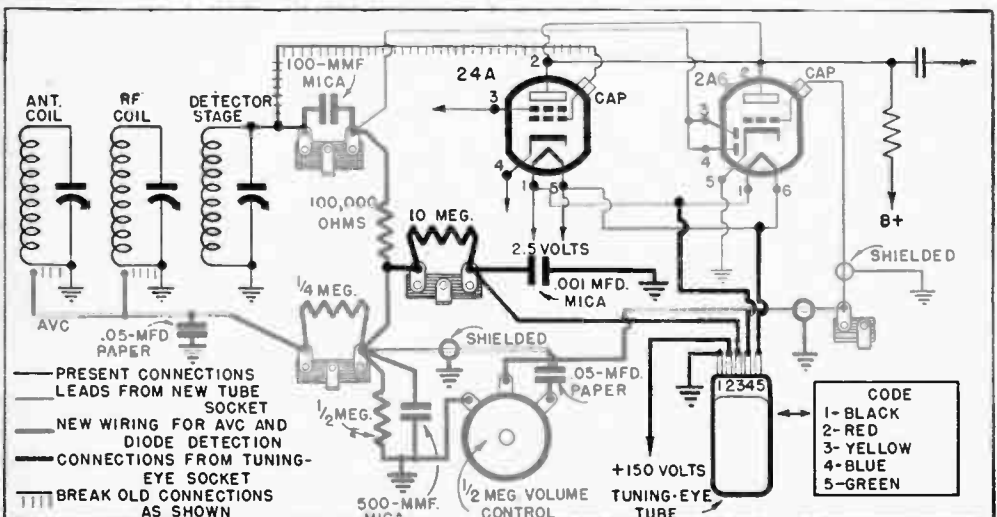 100-MMF.
MICA
24A
2
CAP
3
4
1
5
2
2A6
CAP
3
4
5
1
6
ANT.
COIL
RF
COIL
DETECTOR
STAGE
100,000
OHMS
10 MEG.
2.5 VOLTS
.001 MFD.
MICA
B+
SHIELDED
1/4 MEG.
AVC
.05-MFD
PAPER
SHIELDED
.05-MFD.
PAPER
1/2 MEG.
500-MMF.
1/2 MEG. VOLUME
CONTROL
+150 VOLTS
12345
TUNING-EYE
TUBE
CODE
1-BLACK
2-RED
3-YELLOW
4-BLUE
5-GREEN
PRESENT CONNECTIONS
LEADS FROM NEW TUBE
SOCKET
NEW WIRING FOR AVC AND
DIODE DETECTION
CONNECTIONS FROM TUNING-
EYE SOCKET
BREAK OLD CONNECTIONS
AS SHOWN